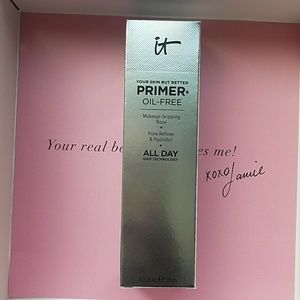 it
YOUR SKIN BUT BETTER
PRIMER+
OIL-FREE
Makeup-Gripping
Base
+
Pore Refiner
& Hydrator
+
ALL DAY
GRIP TECHNOLOGY
Your real be
es me!
xoxo Jamie